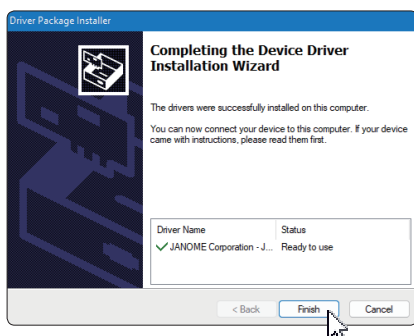 Driver Package Installer
Completing the Device Driver
Installation Wizard
The drivers were successfully installed on this computer.
You can now connect your device to this computer. If your device
came with instructions, please read them first.
Driver Name Status
JANOME Corporation - J... Ready to use
< Back Finish Cancel